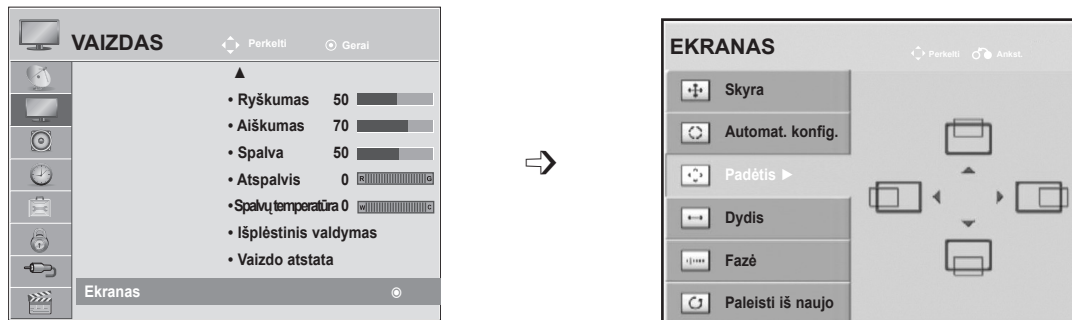 VAIZDAS Perkelti Gerai
• Ryškumas 50
• Aiškumas 70
• Spalva 50
• Atspalvis 0 R G
• Spalvų temperatūra 0 W C
• Išplėstinis valdymas
• Vaizdo atstata
Ekranas
EKRANAS Perkelti Ankst.
Skyra
Automat. konfig.
Padėtis ►
Dydis
Fazė
Paleisti iš naujo